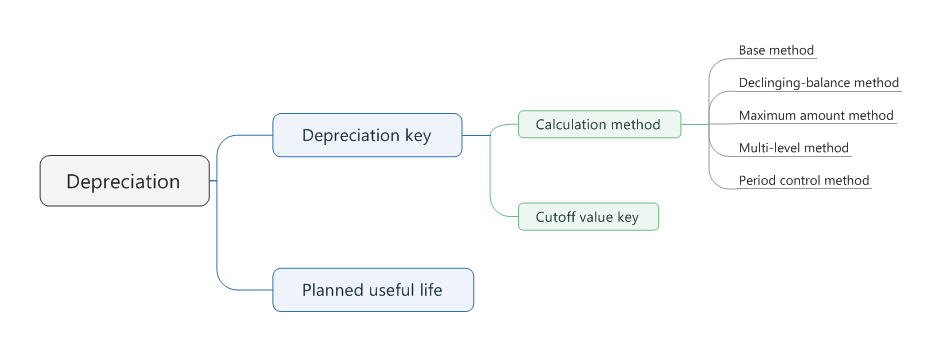 Depreciation
Depreciation key
Calculation method
Base method
Declinging-balance method
Maximum amount method
Multi-level method
Period control method
Cutoff value key
Planned useful life